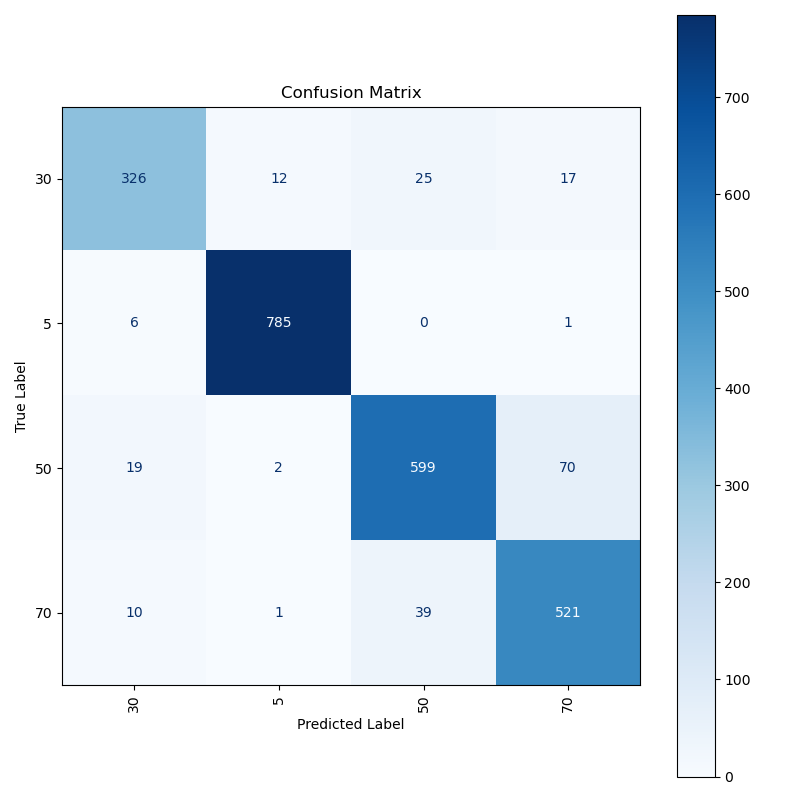 Confusion Matrix
30 326 12 25 17
5 6 785 0 1
50 19 2 599 70
70 10 1 39 521
30 5 50 70
True Label
Predicted Label
700
600
500
400
300
200
100
0